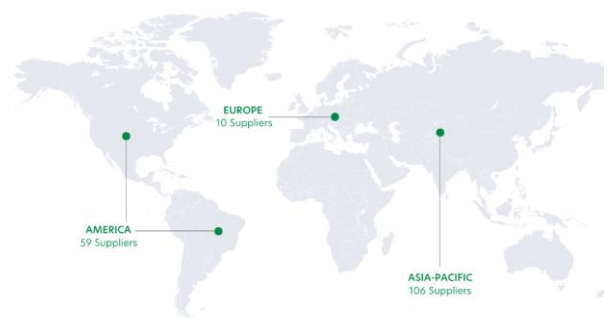 EUROPE
10 Suppliers
AMERICA
59 Suppliers
ASIA-PACIFIC
106 Suppliers